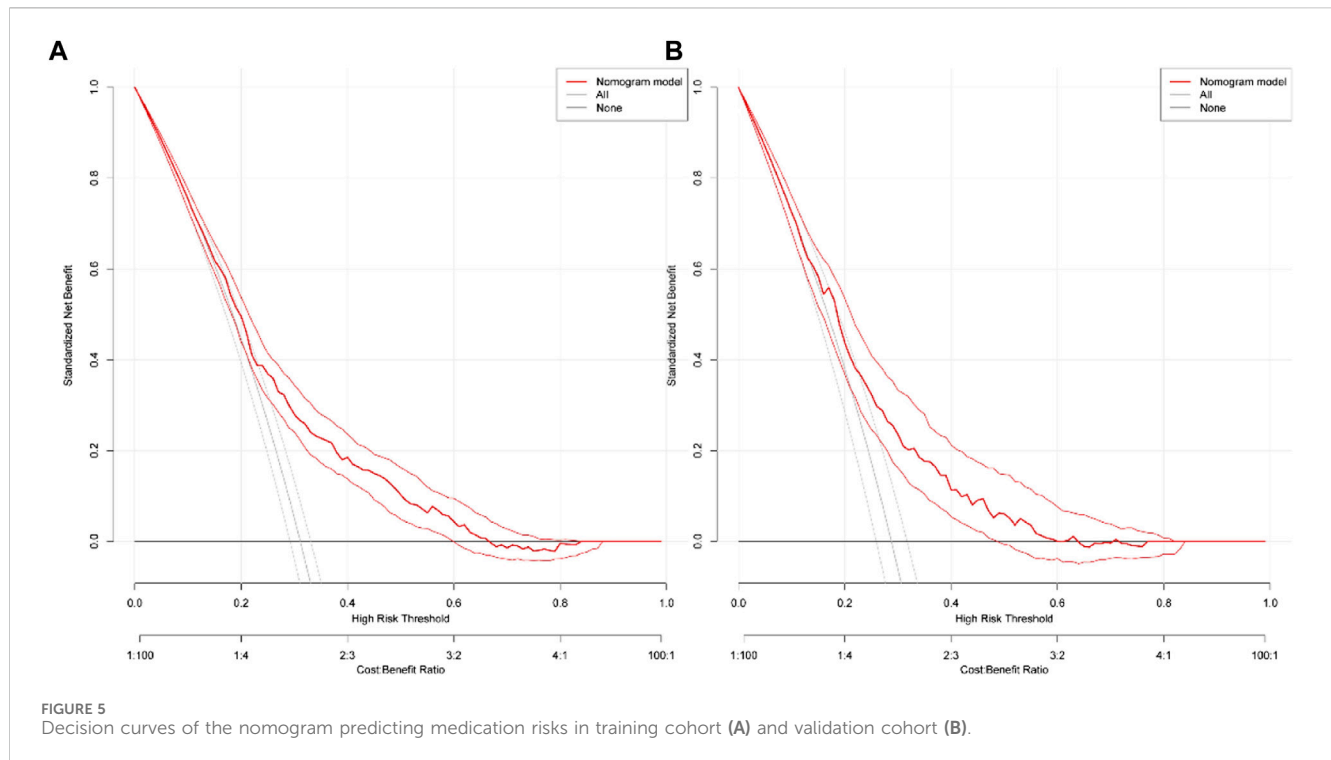 A
Nomogram model
All
None
1.0
0.8
0.6
0.4
0.2
0.0
Standardized Net Benefit
0.0 0.2 0.4 0.6 0.8 1.0
High Risk Threshold
1:100 1:4 2:3 3:2 4:1 100:1
Cost:Benefit Ratio
B
Nomogram model
All
None
1.0
0.8
0.6
0.4
0.2
0.0
Standardized Net Benefit
0.0 0.2 0.4 0.6 0.8 1.0
High Risk Threshold
1:100 1:4 2:3 3:2 4:1 100:1
Cost:Benefit Ratio
FIGURE 5
Decision curves of the nomogram predicting medication risks in training cohort (A) and validation cohort (B).